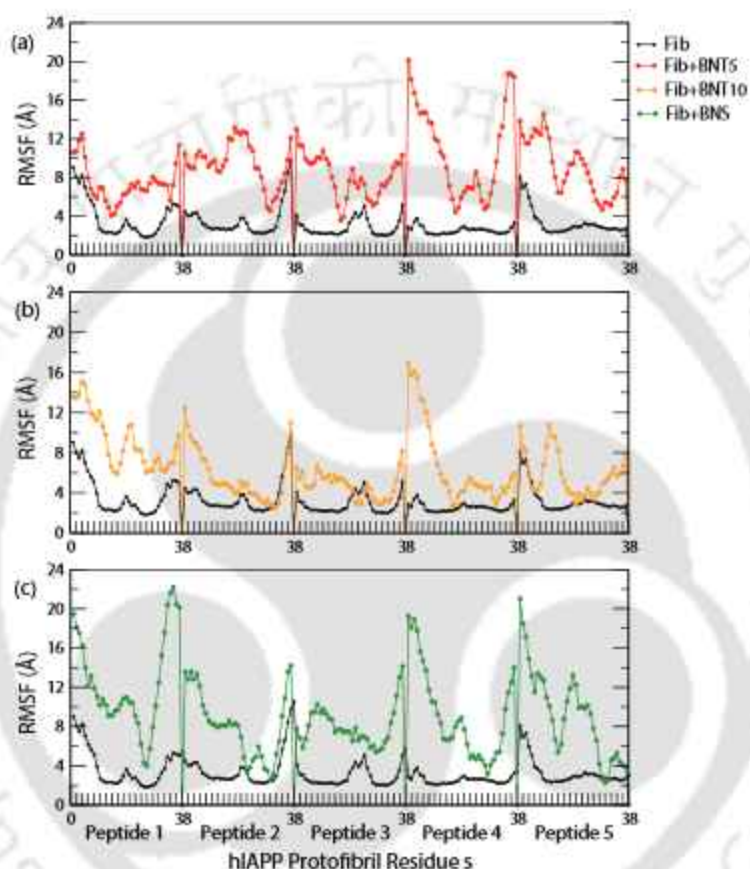 (a)
24
20
16
12
8
4
0
RMSF (Å)
0 38 38 38 38 38
Fib
Fib+BNT5
Fib+BNT10
Fib+BNS
(b)
24
20
16
12
8
4
0
RMSF (Å)
0 38 38 38 38 38
(c)
24
20
16
12
8
4
0
RMSF (Å)
0 38 38 38 38 38
Peptide 1 Peptide 2 Peptide 3 Peptide 4 Peptide 5
hIAPP Protofibril Residue s